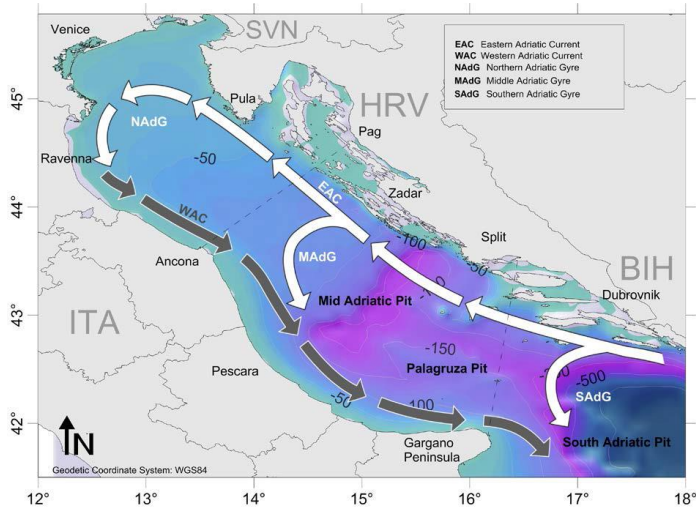 Venice
SVN
EAC Eastern Adriatic Current
WAC Western Adriatic Current
NAdG Northern Adriatic Gyre
MAdG Middle Adriatic Gyre
SAdG Southern Adriatic Gyre
45°
Pula
HRV
NAdG
Pag
Ravenna
-50
EAC
Zadar
44°
WAC
-100
Split
Ancona
MAdG
-50
BIH
Dubrovnik
43°
Mid Adriatic Pit
ITA
-150
Pescara
Palagruza Pit
-500
-50
100
SAdG
42°
N
Gargano
Peninsula
South Adriatic Pit
Geodetic Coordinate System: WGS84
12° 13° 14° 15° 16° 17° 18°